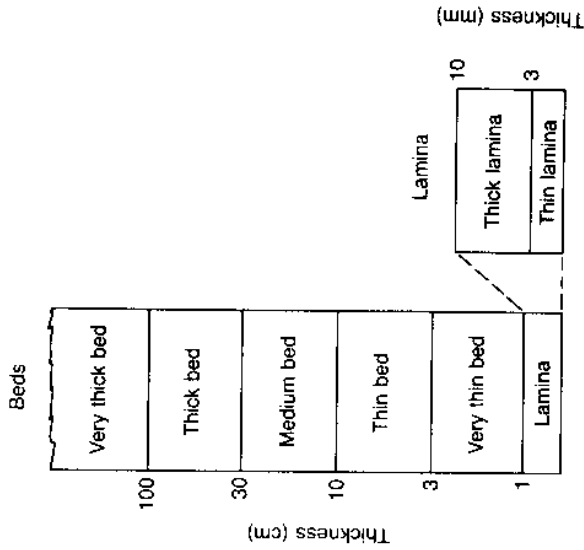 Beds
Very thick bed
100
Thick bed
30
Medium bed
10
Thin bed
3
Very thin bed
1
Lamina
Thickness (cm)
Lamina
10
Thick lamina
3
Thin lamina
Thickness (mm)